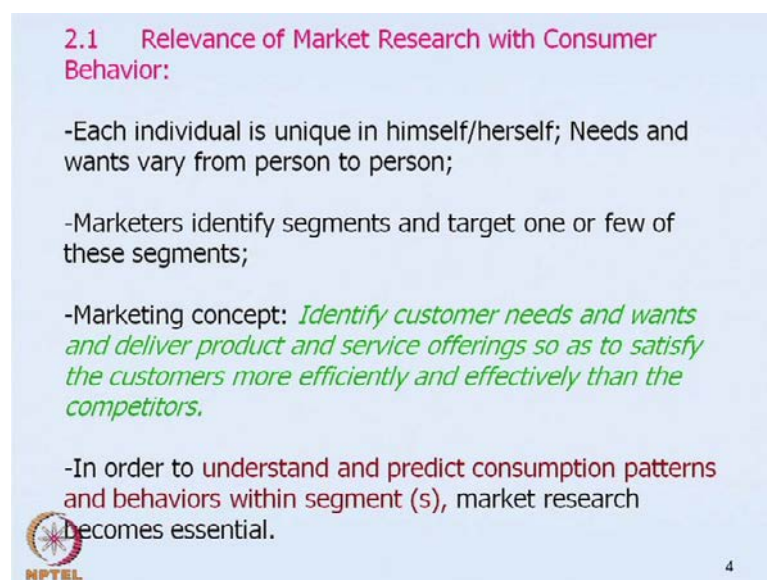 2.1 Relevance of Market Research with Consumer
Behavior:
-Each individual is unique in himself/herself; Needs and
wants vary from person to person;
-Marketers identify segments and target one or few of
these segments;
-Marketing concept: Identify customer needs and wants
and deliver product and service offerings so as to satisfy
the customers more efficiently and effectively than the
competitors.
-In order to understand and predict consumption patterns
and behaviors within segment (s), market research
becomes essential.
NPTEL
4